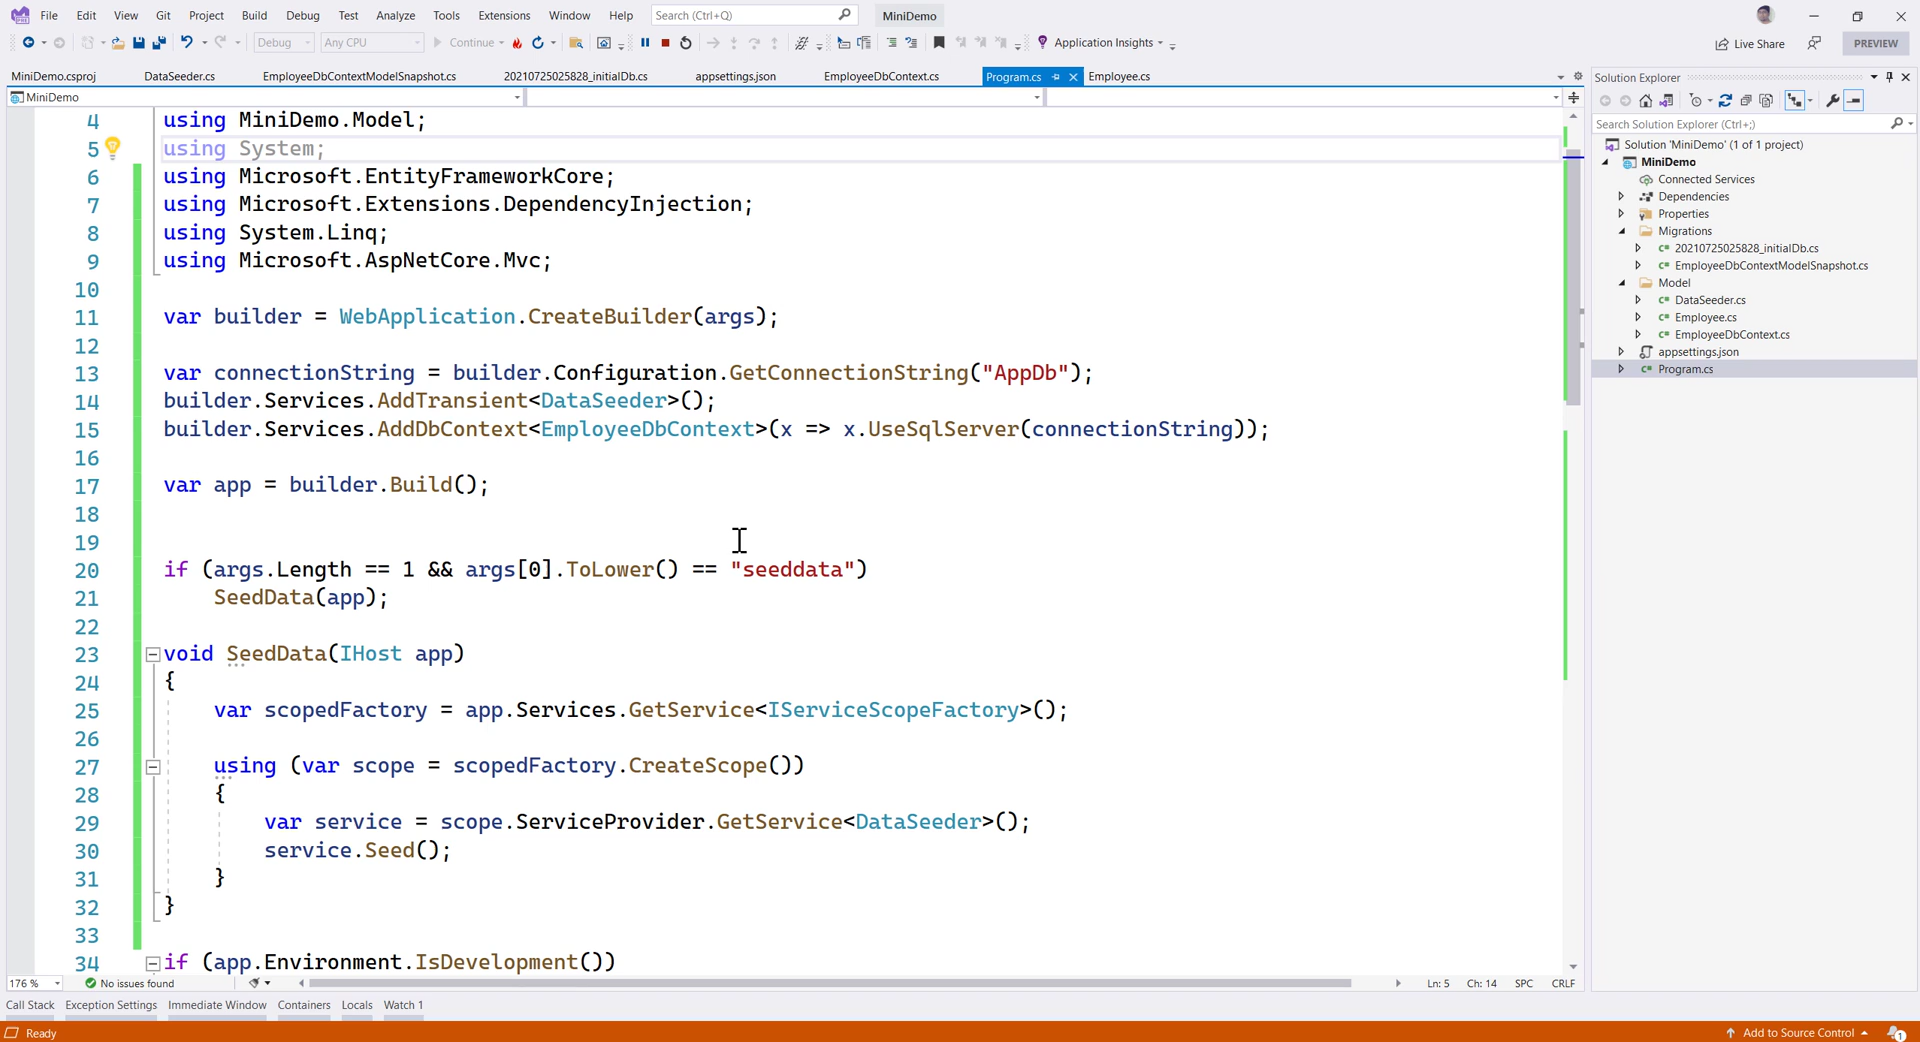 File Edit View Git Project Build Debug Test Analyze Tools Extensions Window Help Search (Ctrl+Q) MiniDemo
Debug Any CPU Continue Application Insights Live Share PREVIEW
MiniDemo.csproj DataSeeder.cs EmployeeDbContextModelSnapshot.cs 20210725025828_initialDb.cs appsettings.json EmployeeDbContext.cs Program.cs Employee.cs
MiniDemo
4 using MiniDemo.Model;
5 using System;
6 using Microsoft.EntityFrameworkCore;
7 using Microsoft.Extensions.DependencyInjection;
8 using System.Linq;
9 using Microsoft.AspNetCore.Mvc;
10
11 var builder = WebApplication.CreateBuilder(args);
12
13 var connectionString = builder.Configuration.GetConnectionString("AppDb");
14 builder.Services.AddTransient<DataSeeder>();
15 builder.Services.AddDbContext<EmployeeDbContext>(x => x.UseSqlServer(connectionString));
16
17 var app = builder.Build();
18
19
20 if (args.Length == 1 && args[0].ToLower() == "seeddata")
21 SeedData(app);
22
23 void SeedData(IHost app)
24 {
25 var scopedFactory = app.Services.GetService<IServiceScopeFactory>();
26
27 using (var scope = scopedFactory.CreateScope())
28 {
29 var service = scope.ServiceProvider.GetService<DataSeeder>();
30 service.Seed();
31 }
32 }
33
34 if (app.Environment.IsDevelopment())
176 % No issues found Ln: 5 Ch: 14 SPC CRLF
Call Stack Exception Settings Immediate Window Containers Locals Watch 1
Ready Add to Source Control 1
Solution Explorer
Search Solution Explorer (Ctrl+;)
Solution 'MiniDemo' (1 of 1 project)
MiniDemo
Connected Services
Dependencies
Properties
Migrations
C# 20210725025828_initialDb.cs
C# EmployeeDbContextModelSnapshot.cs
Model
C# DataSeeder.cs
C# Employee.cs
C# EmployeeDbContext.cs
appsettings.json
C# Program.cs